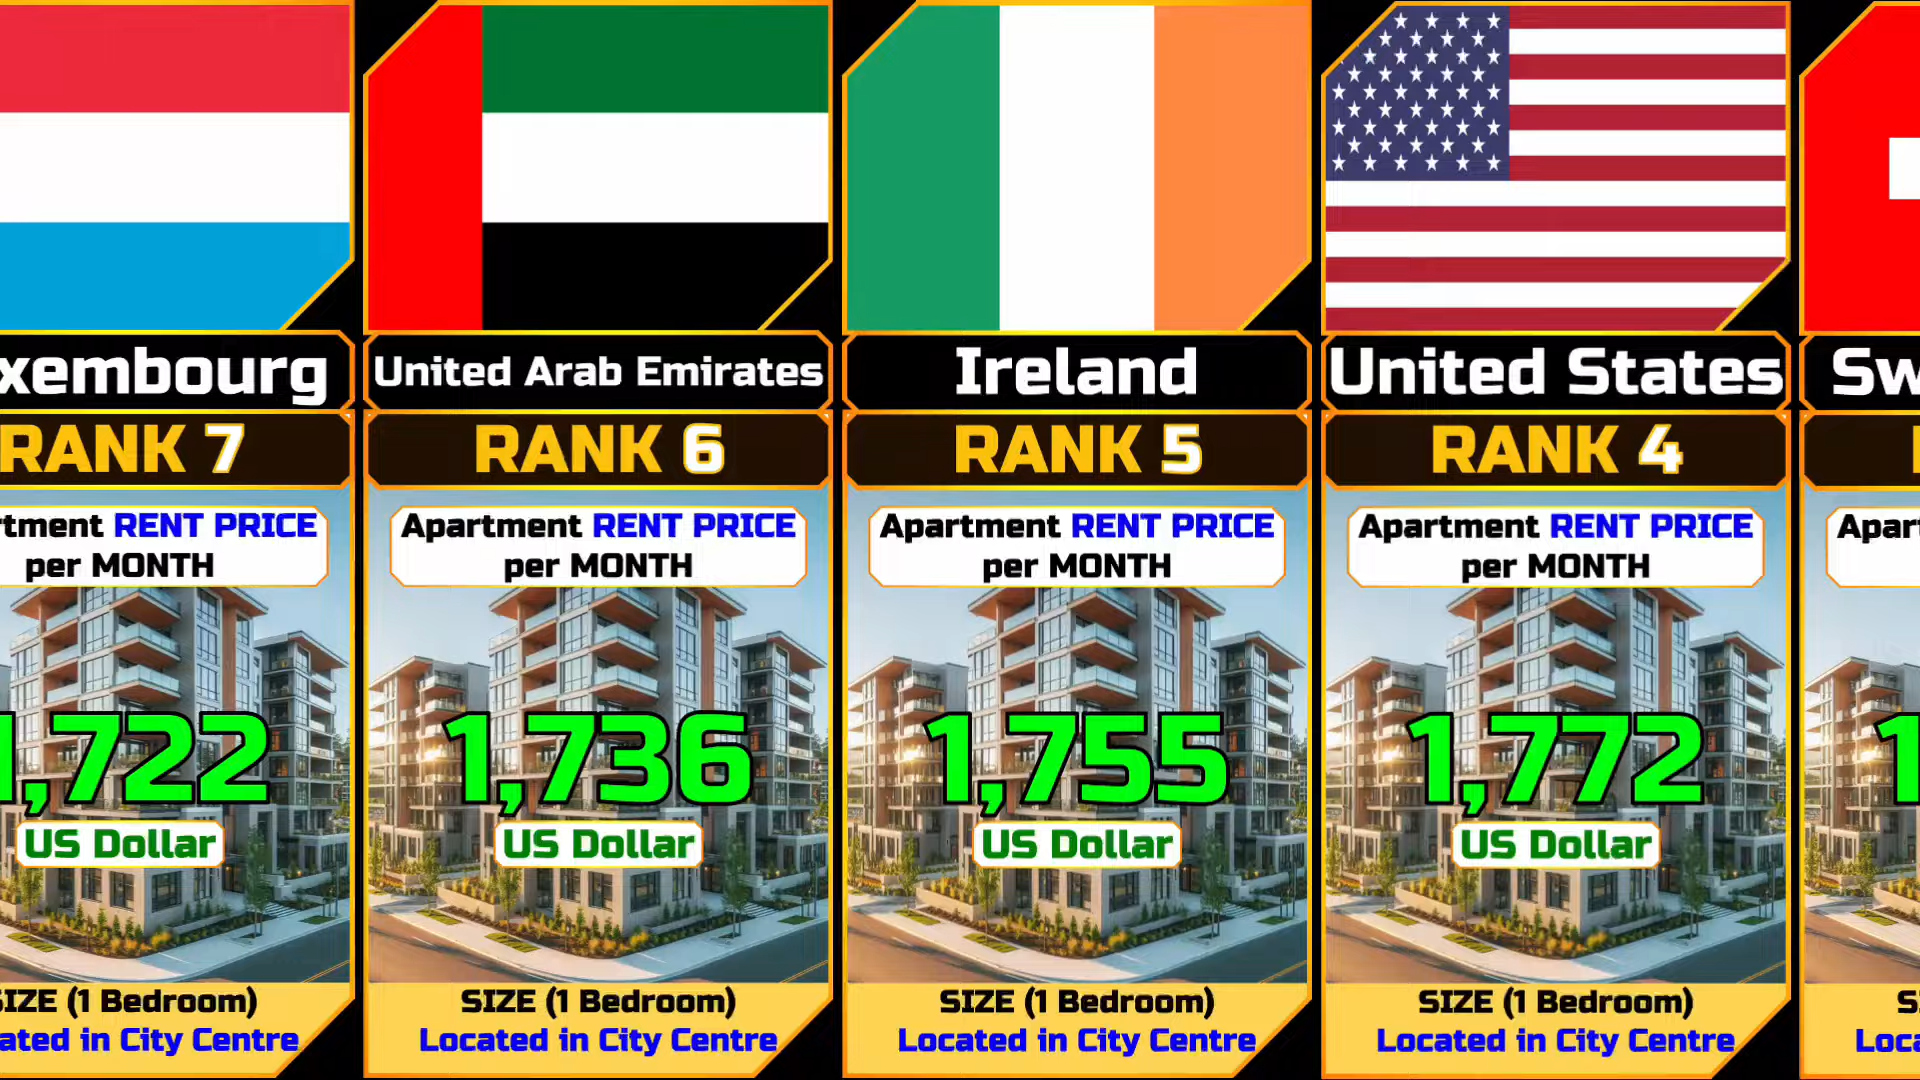 xembourg
RANK 7
rtment RENT PRICE
per MONTH
1,722
US Dollar
SIZE (1 Bedroom)
ated in City Centre
United Arab Emirates
RANK 6
Apartment RENT PRICE
per MONTH
1,736
US Dollar
SIZE (1 Bedroom)
Located in City Centre
Ireland
RANK 5
Apartment RENT PRICE
per MONTH
1,755
US Dollar
SIZE (1 Bedroom)
Located in City Centre
United States
RANK 4
Apartment RENT PRICE
per MONTH
1,772
US Dollar
SIZE (1 Bedroom)
Located in City Centre
Sw
Apar
1
S
Loca